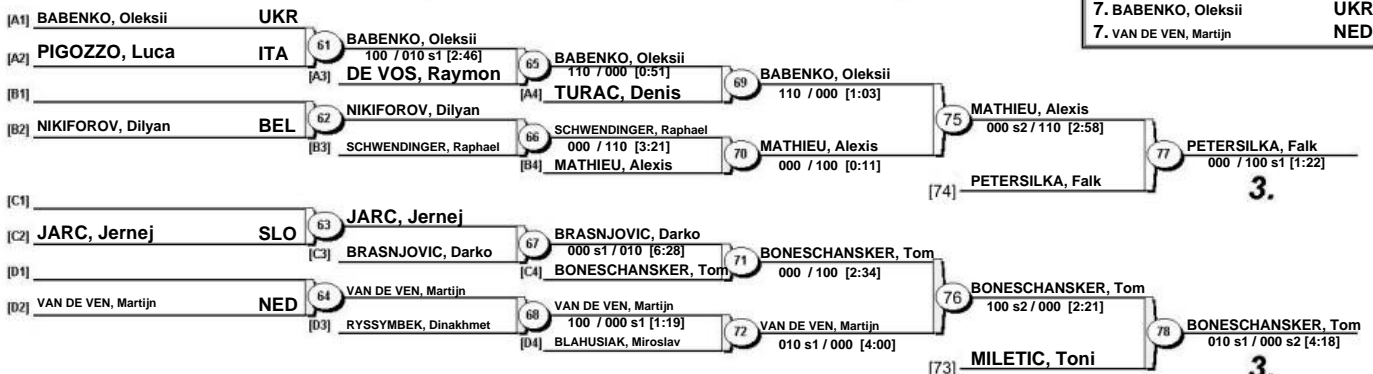 7. BABENKO, Oleksii UKR
7. VAN DE VEN, Martijn NED
[A1] BABENKO, Oleksii UKR
[A2] PIGOZZO, Luca ITA
61 BABENKO, Oleksii
100 / 010 s1 [2:46]
[A3] DE VOS, Raymon
65 BABENKO, Oleksii
110 / 000 [0:51]
[A4] TURAC, Denis
69 BABENKO, Oleksii
110 / 000 [1:03]
[B1]
[B2] NIKIFOROV, Dilyan BEL
62 NIKIFOROV, Dilyan
[B3] SCHWENDINGER, Raphael
66 SCHWENDINGER, Raphael
000 / 110 [3:21]
[B4] MATHIEU, Alexis
70 MATHIEU, Alexis
000 / 100 [0:11]
75 MATHIEU, Alexis
000 s2 / 110 [2:58]
[74] PETERSILKA, Falk
77 PETERSILKA, Falk
000 / 100 s1 [1:22]
3.
[C1]
[C2] JARC, Jernej SLO
63 JARC, Jernej
[C3] BRASNJOVIC, Darko
67 BRASNJOVIC, Darko
000 s1 / 010 [6:28]
[C4] BONESCHANSKER, Tom
71 BONESCHANSKER, Tom
000 / 100 [2:34]
[D1]
[D2] VAN DE VEN, Martijn NED
64 VAN DE VEN, Martijn
[D3] RYSSYMBEK, Dinakhmet
68 VAN DE VEN, Martijn
100 / 000 s1 [1:19]
[D4] BLAHUSIAK, Miroslav
72 VAN DE VEN, Martijn
010 s1 / 000 [4:00]
76 BONESCHANSKER, Tom
100 s2 / 000 [2:21]
[73] MILETIC, Toni
78 BONESCHANSKER, Tom
010 s1 / 000 s2 [4:18]
3.